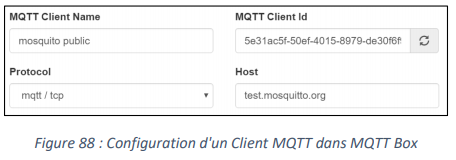 MQTT Client Name MQTT Client Id
mosquito public 5e31ac5f-50ef-4015-8979-de30f6f
Protocol Host
mqtt / tcp test.mosquitto.org
Figure 88 : Configuration d'un Client MQTT dans MQTT Box